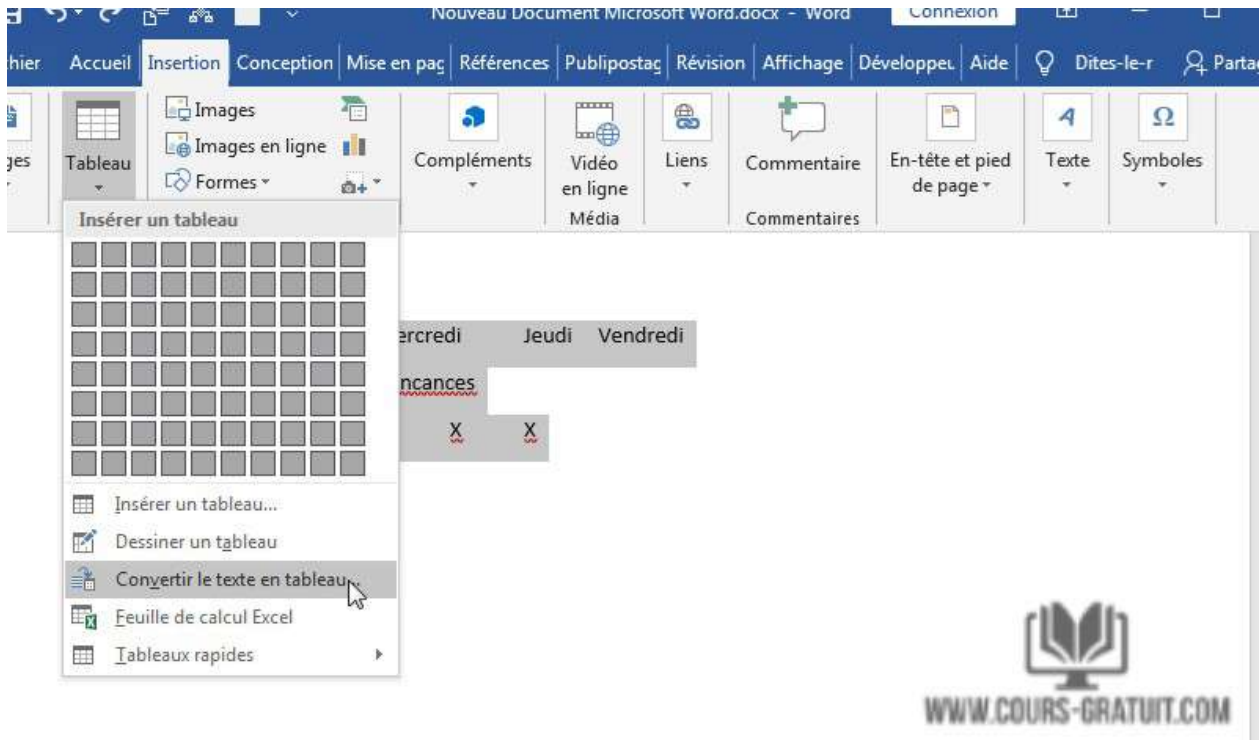 Nouveau Document Microsoft Word.docx - Word Connexion
hier Accueil Insertion Conception Mise en pag Références Publipostag Révision Affichage Développeu Aide Dites-le-r Partag
ges Tableau Images Images en ligne Formes Compléments Vidéo en ligne Liens Commentaire En-tête et pied de page Texte Symboles
Média Commentaires
Insérer un tableau
ercredi Jeudi Vendredi
ncances
X X
Insérer un tableau...
Dessiner un tableau
Convertir le texte en tableau...
Feuille de calcul Excel
Tableaux rapides
WWW.COURS-GRATUIT.COM